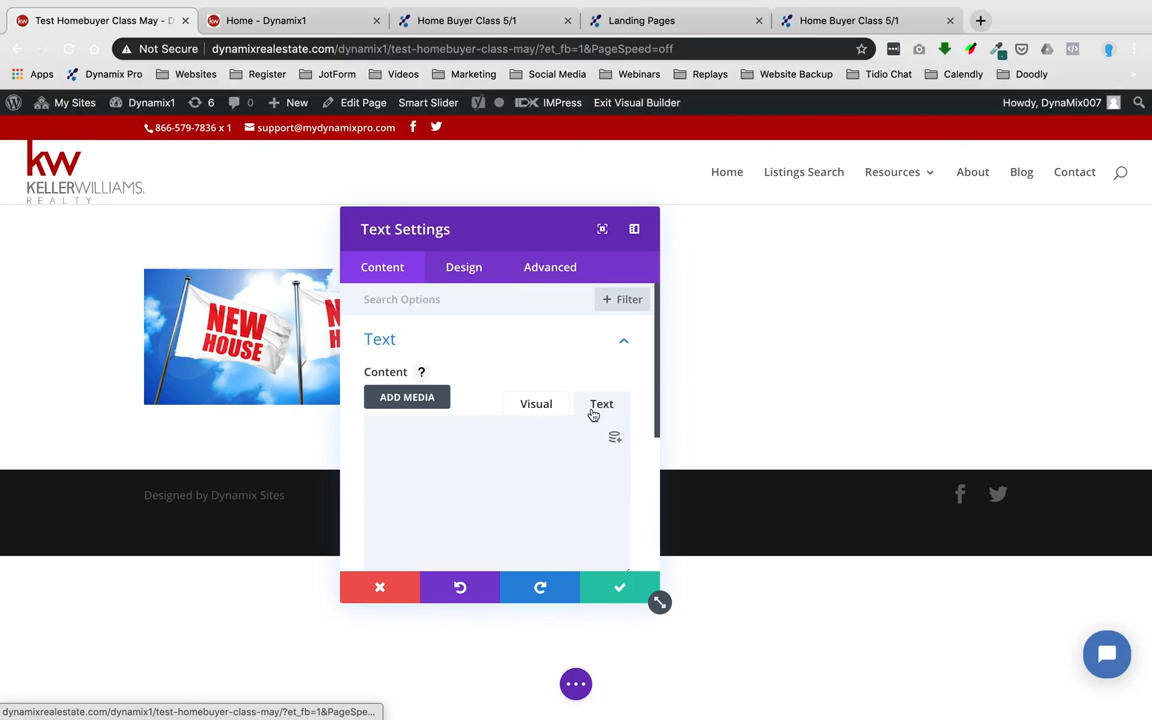 Test Homebuyer Class May - D
Home - Dynamix1
Home Buyer Class 5/1
Landing Pages
Home Buyer Class 5/1
Not Secure
dynamixrealestate.com/dynamix1/test-homebuyer-class-may/?et_fb=1&PageSpeed=off
Apps
Dynamix Pro
Websites
Register
JotForm
Videos
Marketing
Social Media
Webinars
Replays
Website Backup
Tidio Chat
Calendly
Doodly
My Sites
Dynamix1
6
0
New
Edit Page
Smart Slider
IMPress
Exit Visual Builder
Howdy, DynaMix007
866-579-7836 x 1
support@mydynamixpro.com
kw
KELLERWILLIAMS.
REALTY
Home
Listings Search
Resources
About
Blog
Contact
NEW
HOUSE
Text Settings
Content
Design
Advanced
Search Options
+ Filter
Text
Content ?
ADD MEDIA
Visual
Text
Designed by Dynamix Sites
dynamixrealestate.com/dynamix1/test-homebuyer-class-may/?et_fb=1&PageSpe...